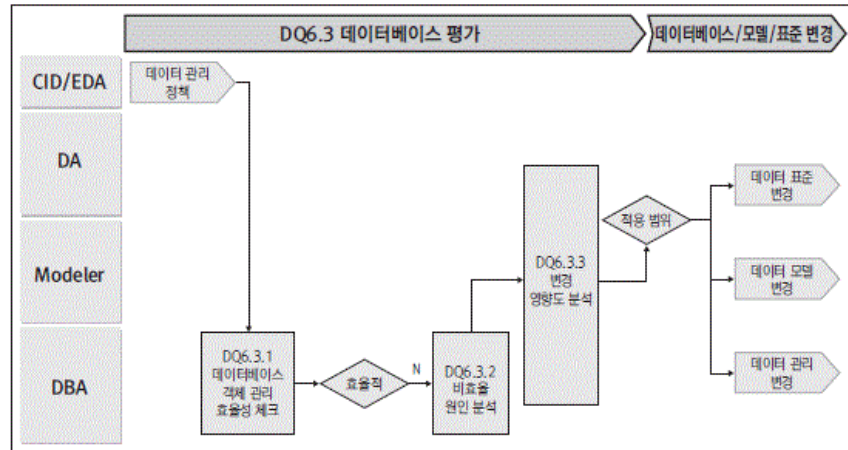 DQ6.3 데이터베이스 평가
데이터베이스/모델/표준 변경
CID/EDA
데이터 관리
정책
DA
데이터 표준
변경
적용 범위
Modeler
DQ6.3.3
변경
영향도 분석
데이터 모델
변경
DBA
DQ6.3.1
데이터베이스
객체 관리
효율성 체크
효율적
N
DQ6.3.2
비효율
원인 분석
데이터 관리
변경